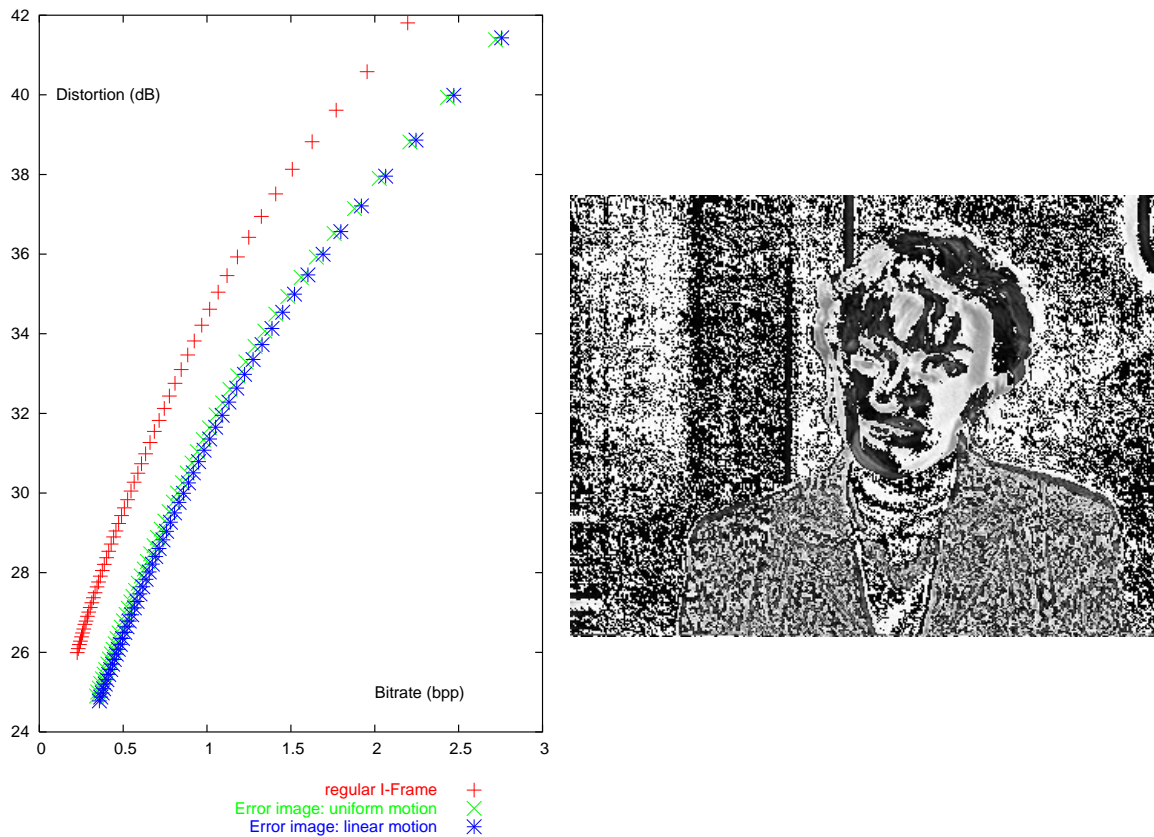 42
40
38
36
34
32
30
28
26
24
Distortion (dB)
Bitrate (bpp)
0 0.5 1 1.5 2 2.5 3
regular I-Frame
Error image: uniform motion
Error image: linear motion